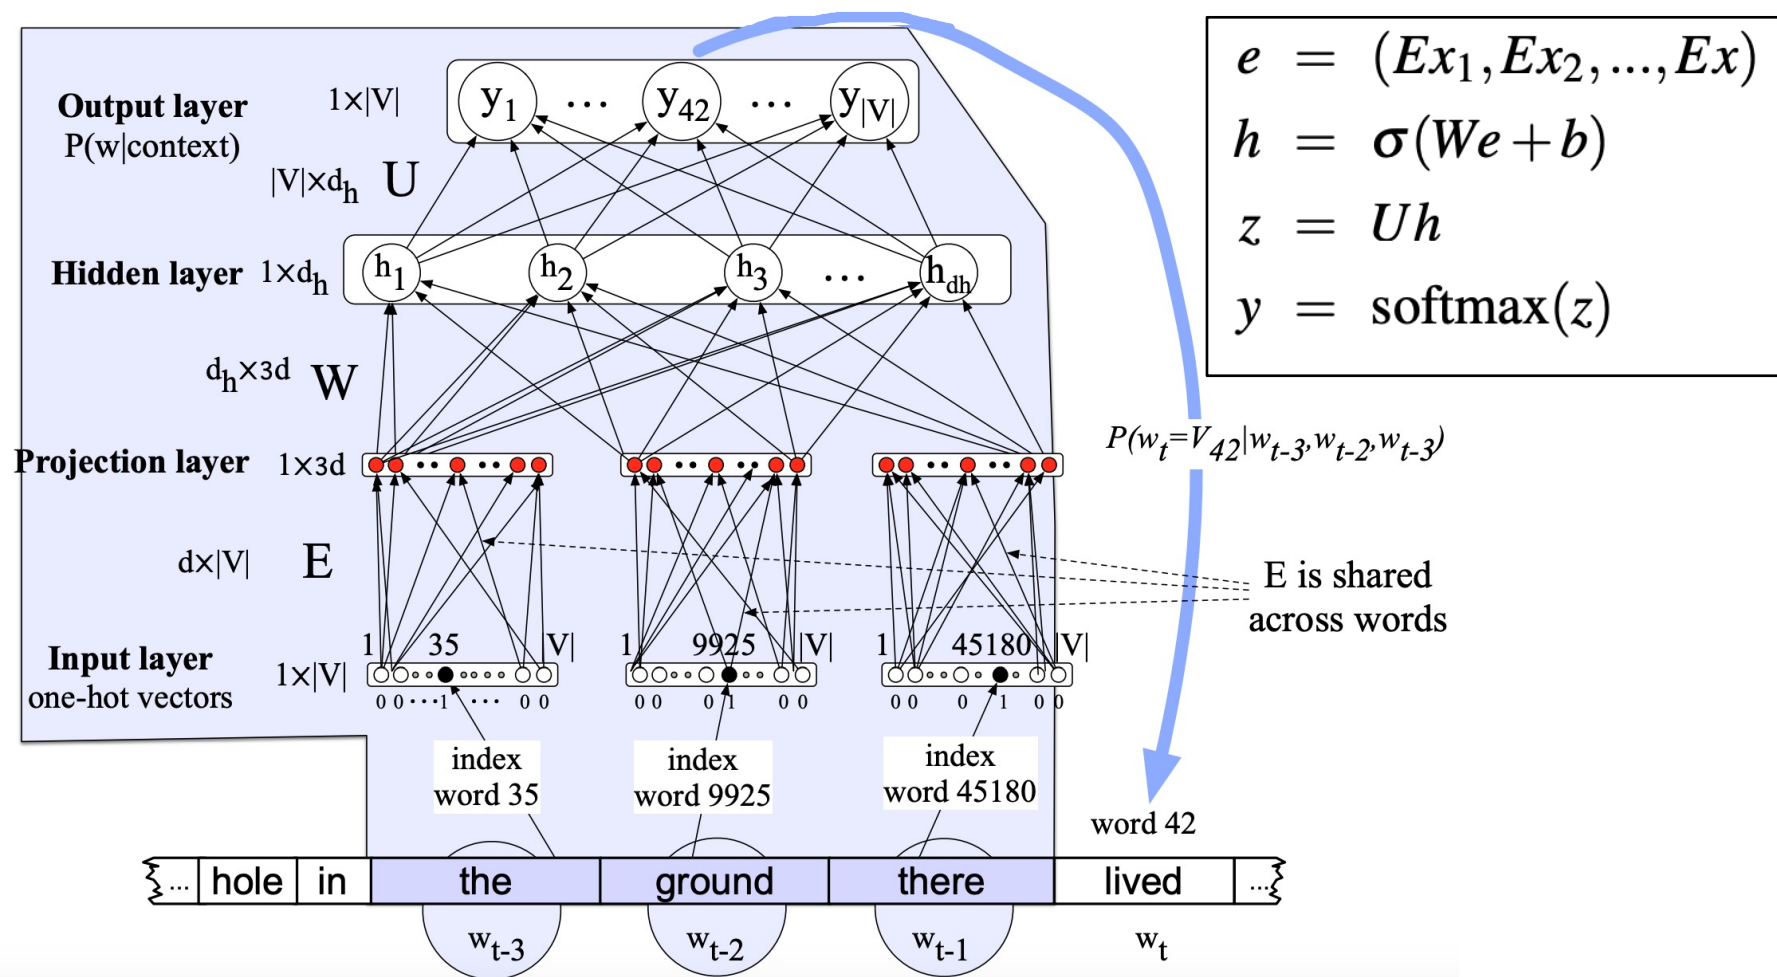 Output layer 1×|V| y1 ... y42 ... y|V|
P(w|context)
|V|×dh U
Hidden layer 1×dh h1 h2 h3 ... hdh
dh×3d W
Projection layer 1×3d
d×|V| E
1 35 |V| 1 9925 |V| 1 45180 |V|
Input layer 1×|V|
one-hot vectors
0 0 ... 1 ... 0 0 0 0 0 1 0 0 0 0 0 1 0 0
index
word 35
index
word 9925
index
word 45180
e = (Ex1, Ex2, ..., Ex)
h = σ(We + b)
z = Uh
y = softmax(z)
P(wt=V42|wt-3,wt-2,wt-3)
E is shared
across words
word 42
... hole in the ground there lived ...
wt-3 wt-2 wt-1 wt